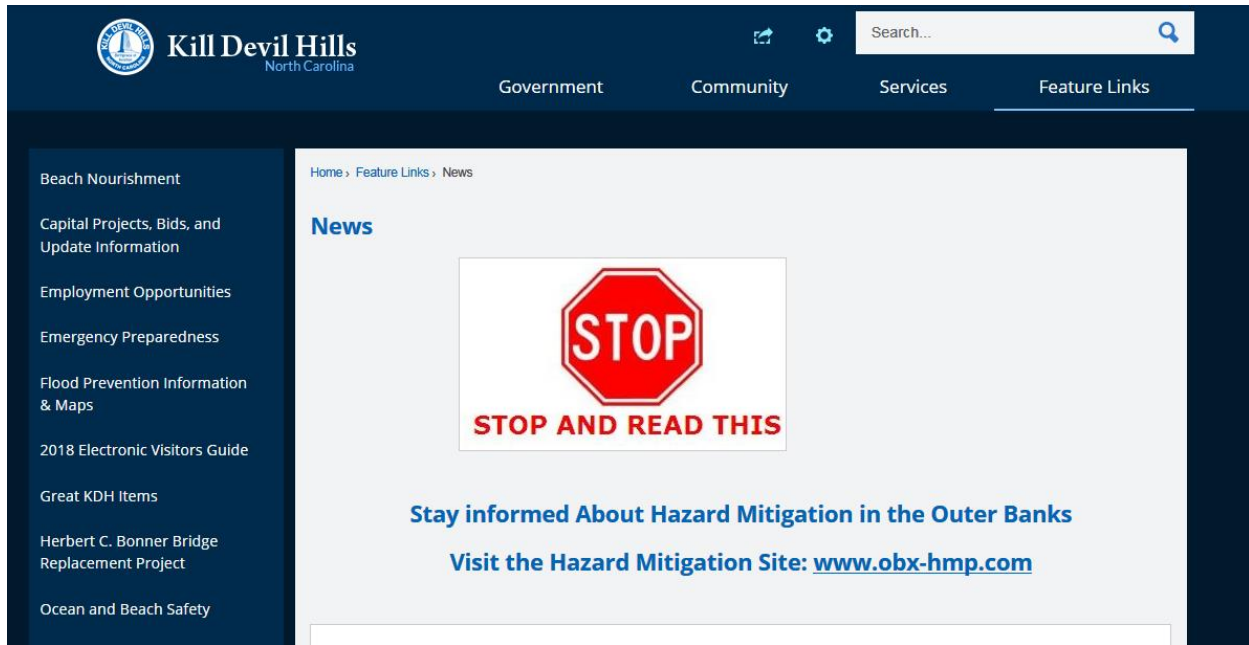 Kill Devil Hills
North Carolina
Search...
Government Community Services Feature Links
Beach Nourishment
Capital Projects, Bids, and
Update Information
Employment Opportunities
Emergency Preparedness
Flood Prevention Information
& Maps
2018 Electronic Visitors Guide
Great KDH Items
Herbert C. Bonner Bridge
Replacement Project
Ocean and Beach Safety
Home › Feature Links › News
News
STOP
STOP AND READ THIS
Stay informed About Hazard Mitigation in the Outer Banks
Visit the Hazard Mitigation Site: www.obx-hmp.com